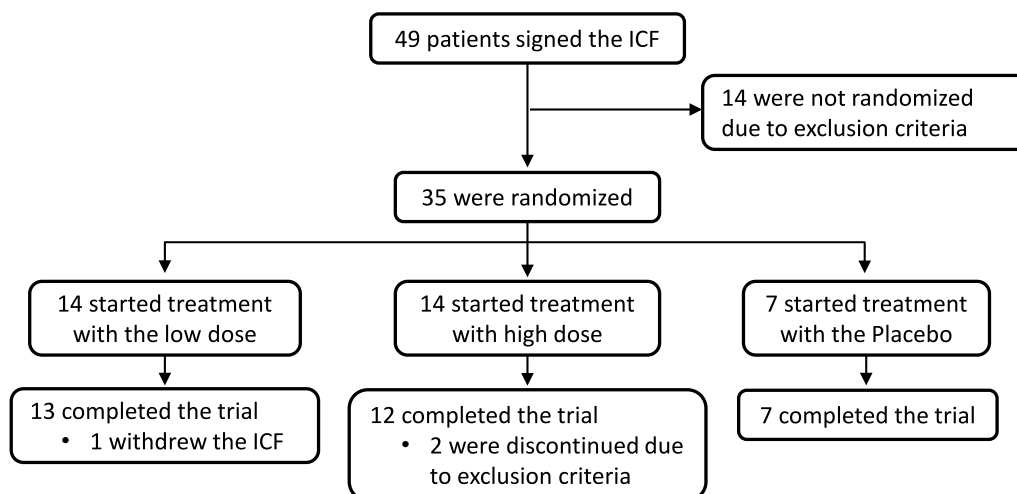 49 patients signed the ICF
14 were not randomized
due to exclusion criteria
35 were randomized
14 started treatment
with the low dose
14 started treatment
with high dose
7 started treatment
with the Placebo
13 completed the trial
• 1 withdrew the ICF
12 completed the trial
• 2 were discontinued due
to exclusion criteria
7 completed the trial